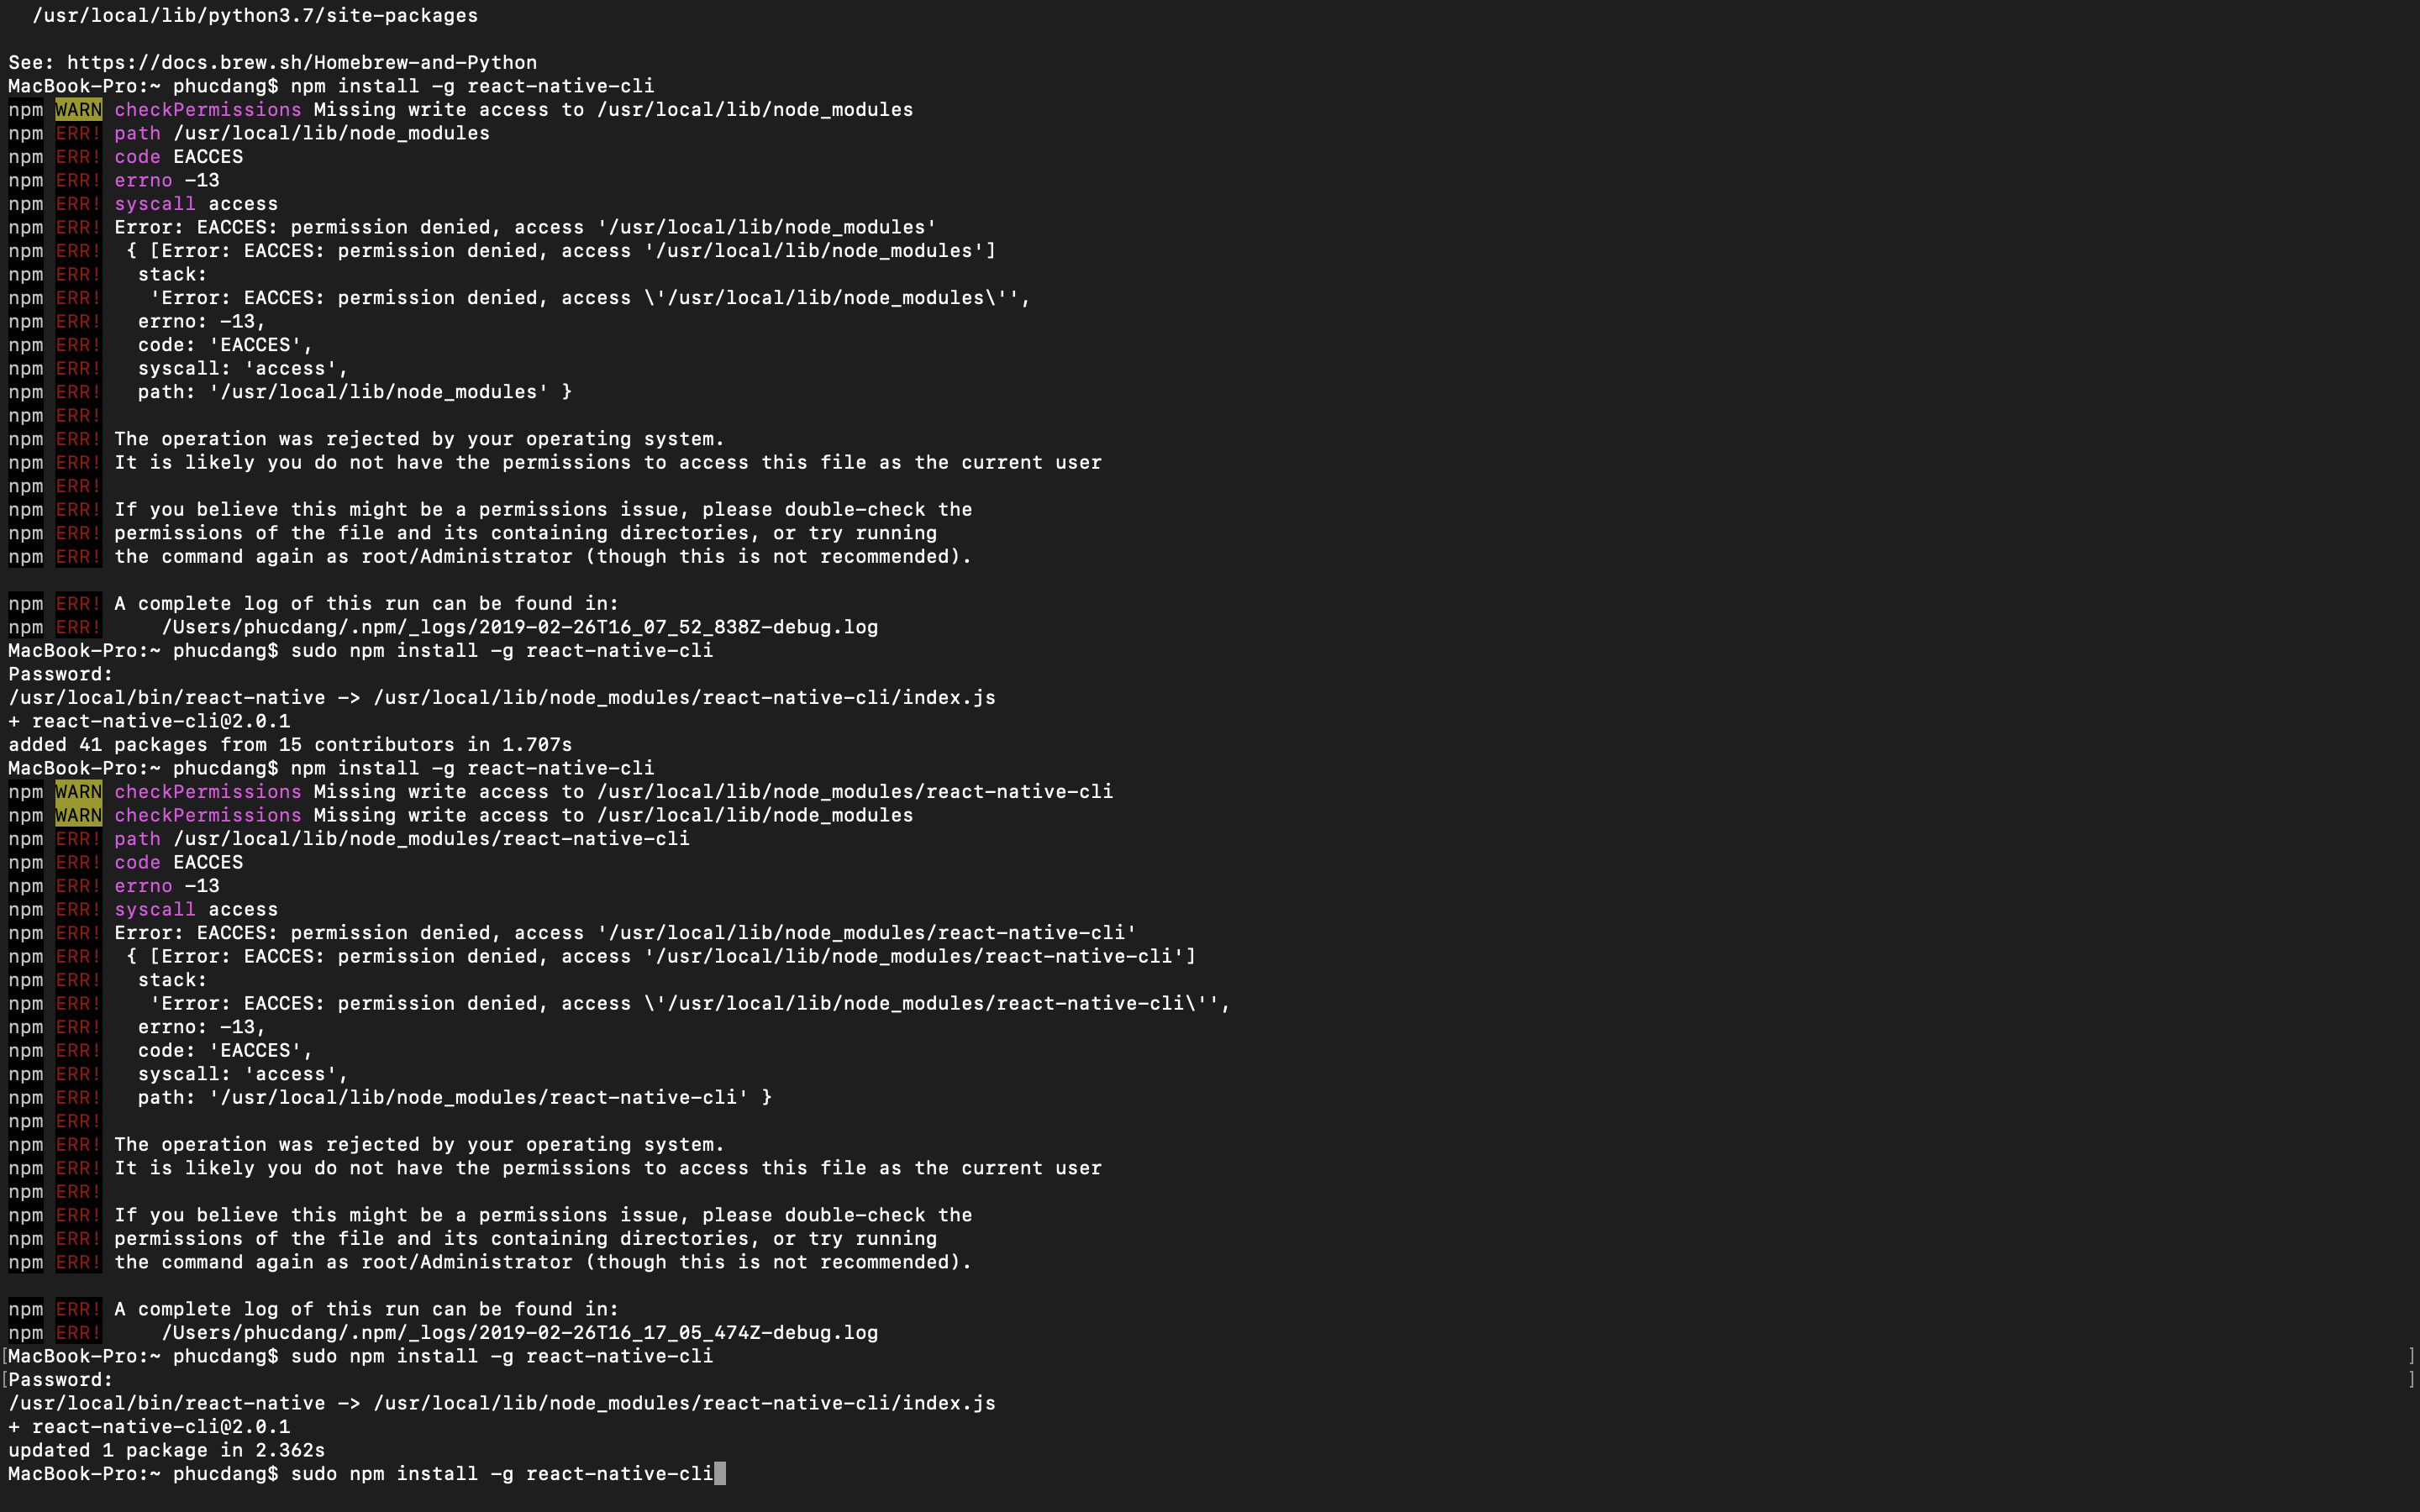 /usr/local/lib/python3.7/site-packages
See: https://docs.brew.sh/Homebrew-and-Python
MacBook-Pro:~ phucdang$ npm install -g react-native-cli
npm WARN checkPermissions Missing write access to /usr/local/lib/node_modules
npm ERR! path /usr/local/lib/node_modules
npm ERR! code EACCES
npm ERR! errno -13
npm ERR! syscall access
npm ERR! Error: EACCES: permission denied, access '/usr/local/lib/node_modules'
npm ERR!  { [Error: EACCES: permission denied, access '/usr/local/lib/node_modules']
npm ERR!   stack:
npm ERR!    'Error: EACCES: permission denied, access \'/usr/local/lib/node_modules\'',
npm ERR!   errno: -13,
npm ERR!   code: 'EACCES',
npm ERR!   syscall: 'access',
npm ERR!   path: '/usr/local/lib/node_modules' }
npm ERR!
npm ERR! The operation was rejected by your operating system.
npm ERR! It is likely you do not have the permissions to access this file as the current user
npm ERR!
npm ERR! If you believe this might be a permissions issue, please double-check the
npm ERR! permissions of the file and its containing directories, or try running
npm ERR! the command again as root/Administrator (though this is not recommended).
npm ERR! A complete log of this run can be found in:
npm ERR!     /Users/phucdang/.npm/_logs/2019-02-26T16_07_52_838Z-debug.log
MacBook-Pro:~ phucdang$ sudo npm install -g react-native-cli
Password:
/usr/local/bin/react-native -> /usr/local/lib/node_modules/react-native-cli/index.js
+ react-native-cli@2.0.1
added 41 packages from 15 contributors in 1.707s
MacBook-Pro:~ phucdang$ npm install -g react-native-cli
npm WARN checkPermissions Missing write access to /usr/local/lib/node_modules/react-native-cli
npm WARN checkPermissions Missing write access to /usr/local/lib/node_modules
npm ERR! path /usr/local/lib/node_modules/react-native-cli
npm ERR! code EACCES
npm ERR! errno -13
npm ERR! syscall access
npm ERR! Error: EACCES: permission denied, access '/usr/local/lib/node_modules/react-native-cli'
npm ERR!  { [Error: EACCES: permission denied, access '/usr/local/lib/node_modules/react-native-cli']
npm ERR!   stack:
npm ERR!    'Error: EACCES: permission denied, access \'/usr/local/lib/node_modules/react-native-cli\'',
npm ERR!   errno: -13,
npm ERR!   code: 'EACCES',
npm ERR!   syscall: 'access',
npm ERR!   path: '/usr/local/lib/node_modules/react-native-cli' }
npm ERR!
npm ERR! The operation was rejected by your operating system.
npm ERR! It is likely you do not have the permissions to access this file as the current user
npm ERR!
npm ERR! If you believe this might be a permissions issue, please double-check the
npm ERR! permissions of the file and its containing directories, or try running
npm ERR! the command again as root/Administrator (though this is not recommended).
npm ERR! A complete log of this run can be found in:
npm ERR!     /Users/phucdang/.npm/_logs/2019-02-26T16_17_05_474Z-debug.log
[MacBook-Pro:~ phucdang$ sudo npm install -g react-native-cli ]
[Password: ]
/usr/local/bin/react-native -> /usr/local/lib/node_modules/react-native-cli/index.js
+ react-native-cli@2.0.1
updated 1 package in 2.362s
MacBook-Pro:~ phucdang$ sudo npm install -g react-native-cli